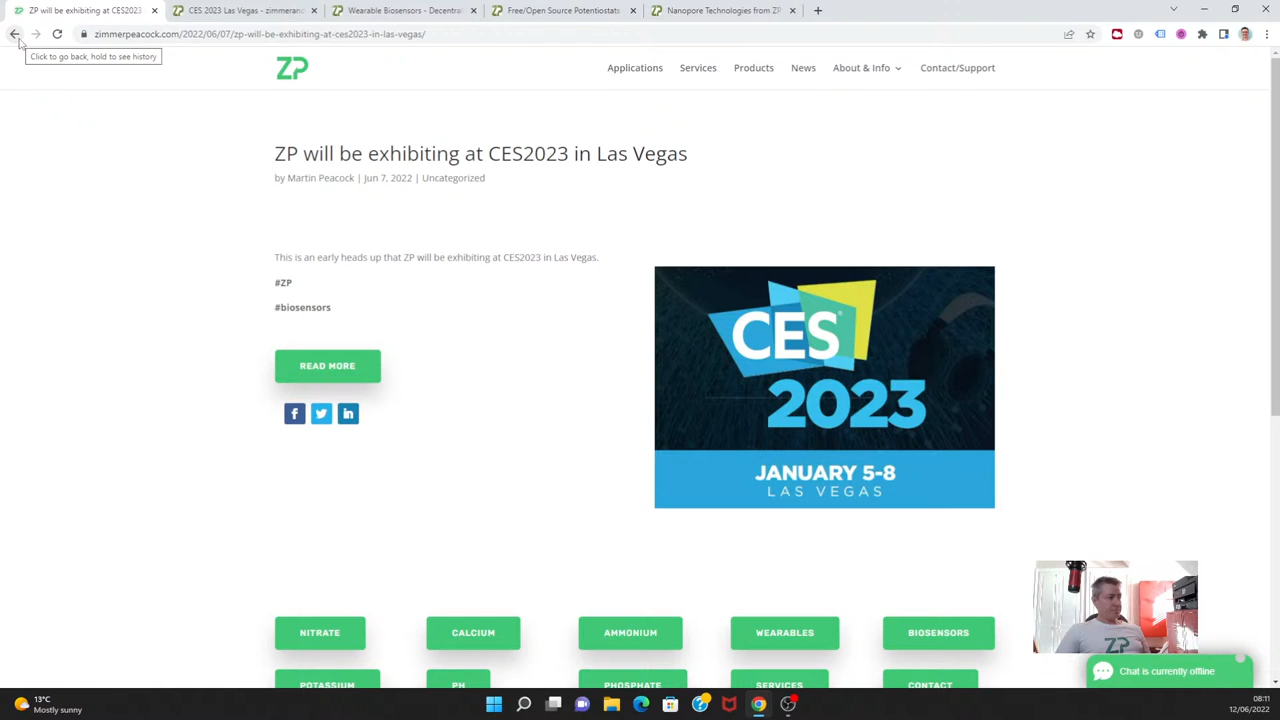 ZP will be exhibiting at CES2023
CES 2023 Las Vegas - zimmerand
Wearable Biosensors - Decentral
Free/Open Source Potentiostats
Nanopore Technologies from ZP
zimmerpeacock.com/2022/06/07/zp-will-be-exhibiting-at-ces2023-in-las-vegas/
Click to go back, hold to see history
ZP
Applications
Services
Products
News
About & Info
Contact/Support
ZP will be exhibiting at CES2023 in Las Vegas
by Martin Peacock | Jun 7, 2022 | Uncategorized
This is an early heads up that ZP will be exhibiting at CES2023 in Las Vegas.
#ZP
#biosensors
READ MORE
CES®
2023
JANUARY 5-8
LAS VEGAS
NITRATE
CALCIUM
AMMONIUM
WEARABLES
BIOSENSORS
POTASSIUM
PH
PHOSPHATE
SERVICES
CONTACT
ZP
Chat is currently offline
13°C
Mostly sunny
08:11
12/06/2022